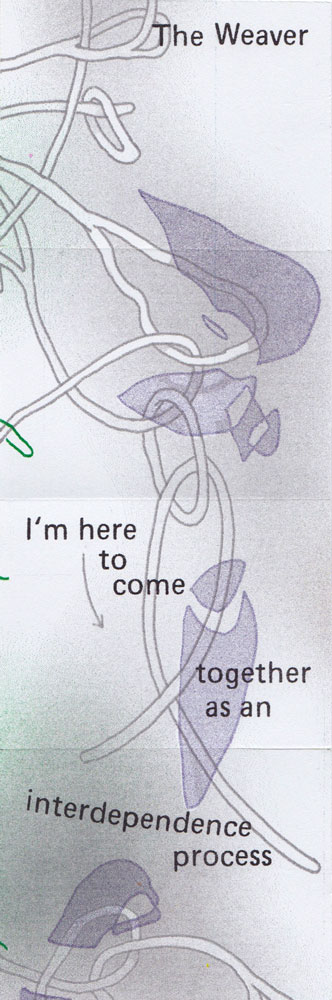 The Weaver
I'm here
to
come
together
as an
interdependence
process